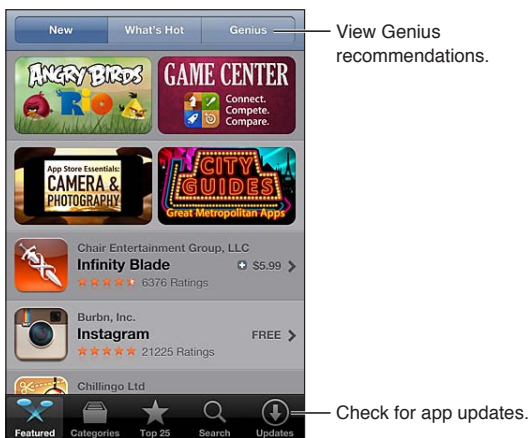 New What's Hot Genius
View Genius
recommendations.
ANGRY BIRDS
Rio
GAME CENTER
Connect.
Compete.
Compare.
App Store Essentials:
CAMERA &
PHOTOGRAPHY
CITY
GUIDES
Great Metropolitan Apps
Chair Entertainment Group, LLC
Infinity Blade
$5.99
6376 Ratings
Burbn, Inc.
Instagram
FREE
21225 Ratings
Chillingo Ltd
Featured Categories Top 25 Search Updates
Check for app updates.